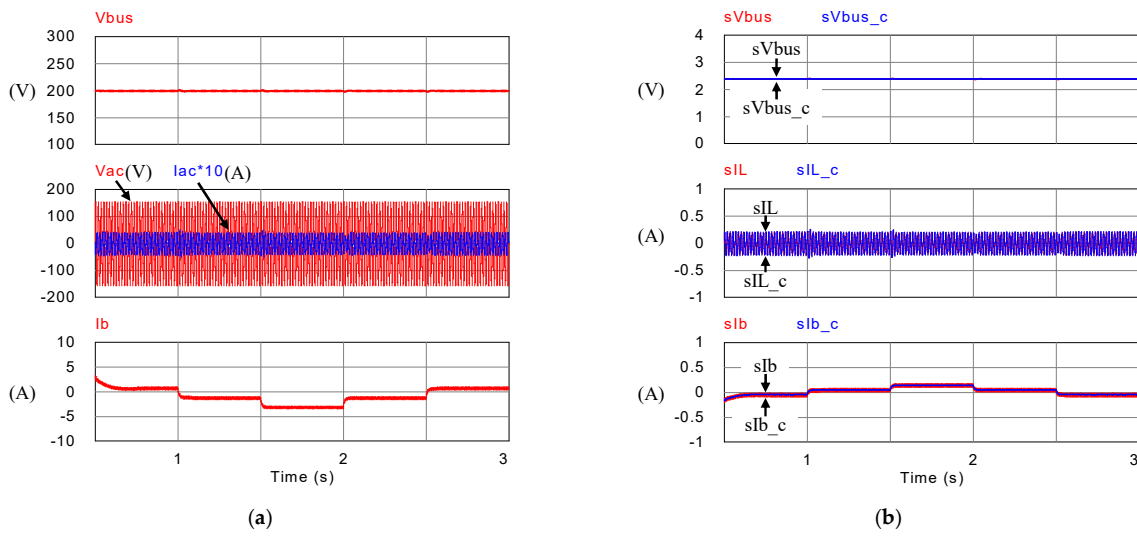 Vbus
300
250
200
150
100
(V)
Vac(V) Iac*10(A)
200
100
0
-100
-200
Ib
10
5
0
-5
-10
(A)
1 2 3
Time (s)
(a)
sVbus sVbus_c
4
3
2
1
0
(V)
sVbus
sVbus_c
sIL sIL_c
1
0.5
0
-0.5
-1
(A)
sIL
sIL_c
sIb sIb_c
1
0.5
0
-0.5
-1
(A)
sIb
sIb_c
1 2 3
Time (s)
(b)